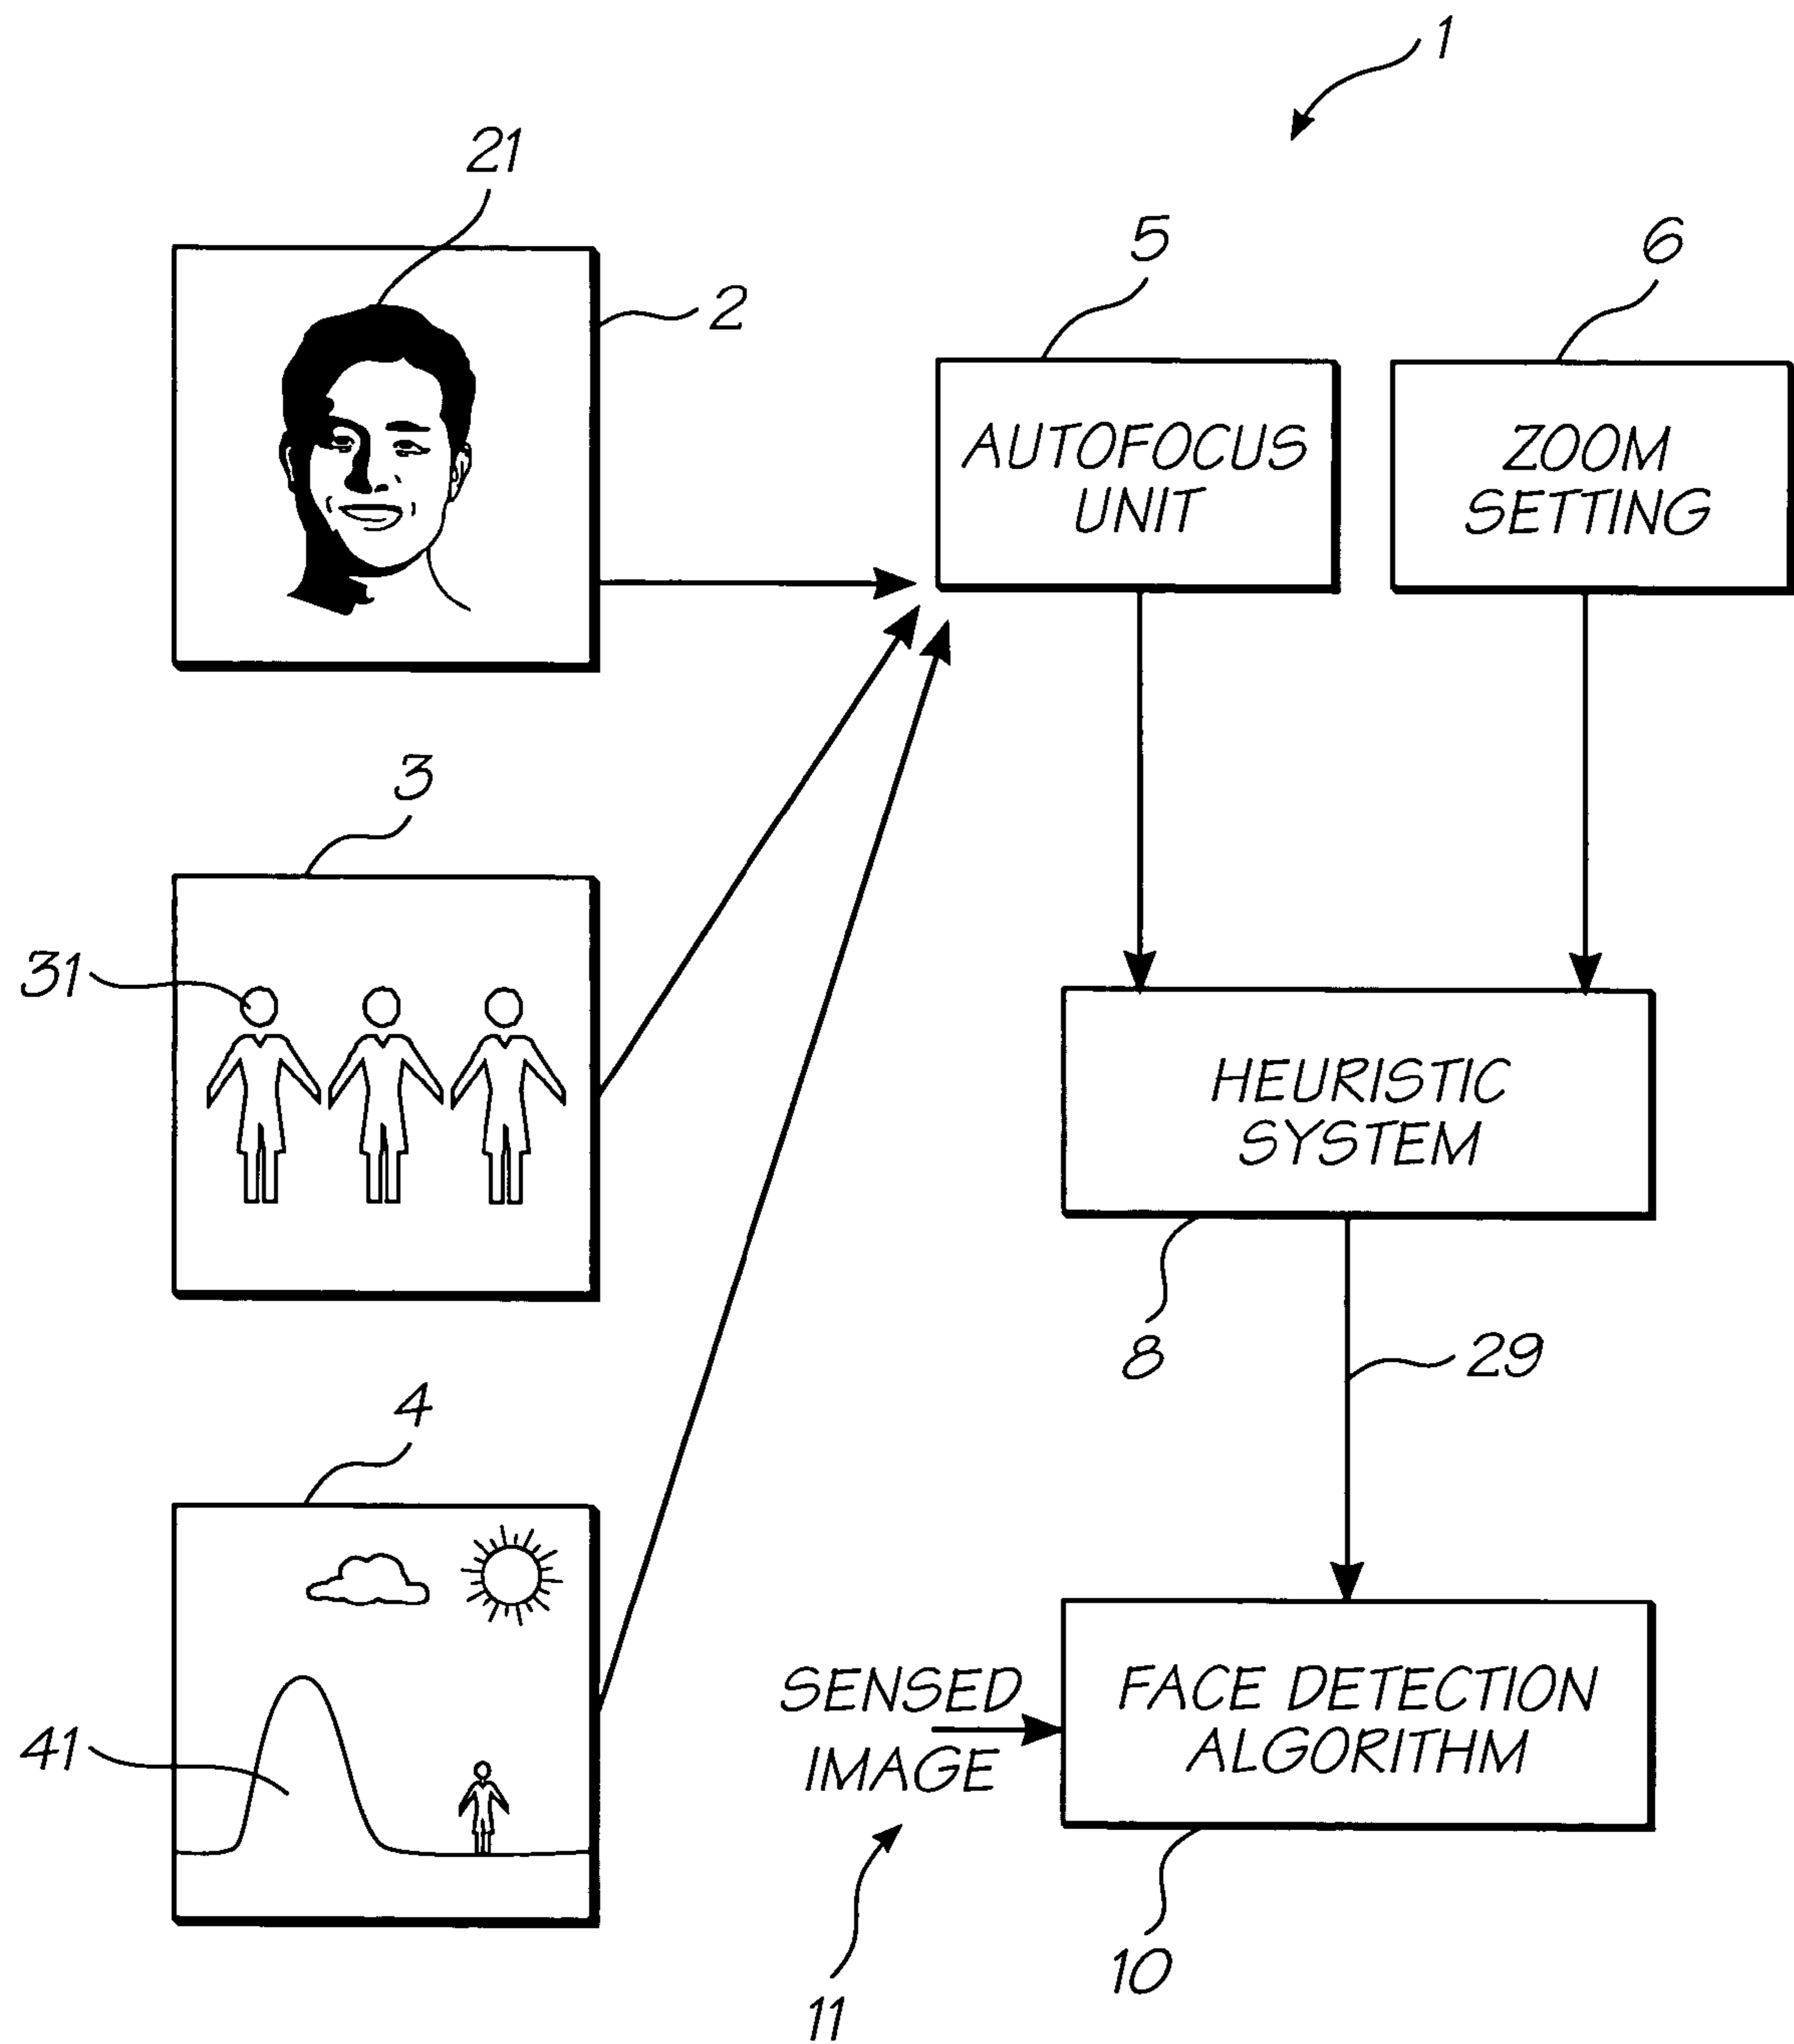 1
21
2
5
6
AUTOFOCUS
UNIT
ZOOM
SETTING
3
31
HEURISTIC
SYSTEM
8
29
4
41
SENSED
IMAGE
FACE DETECTION
ALGORITHM
10
11